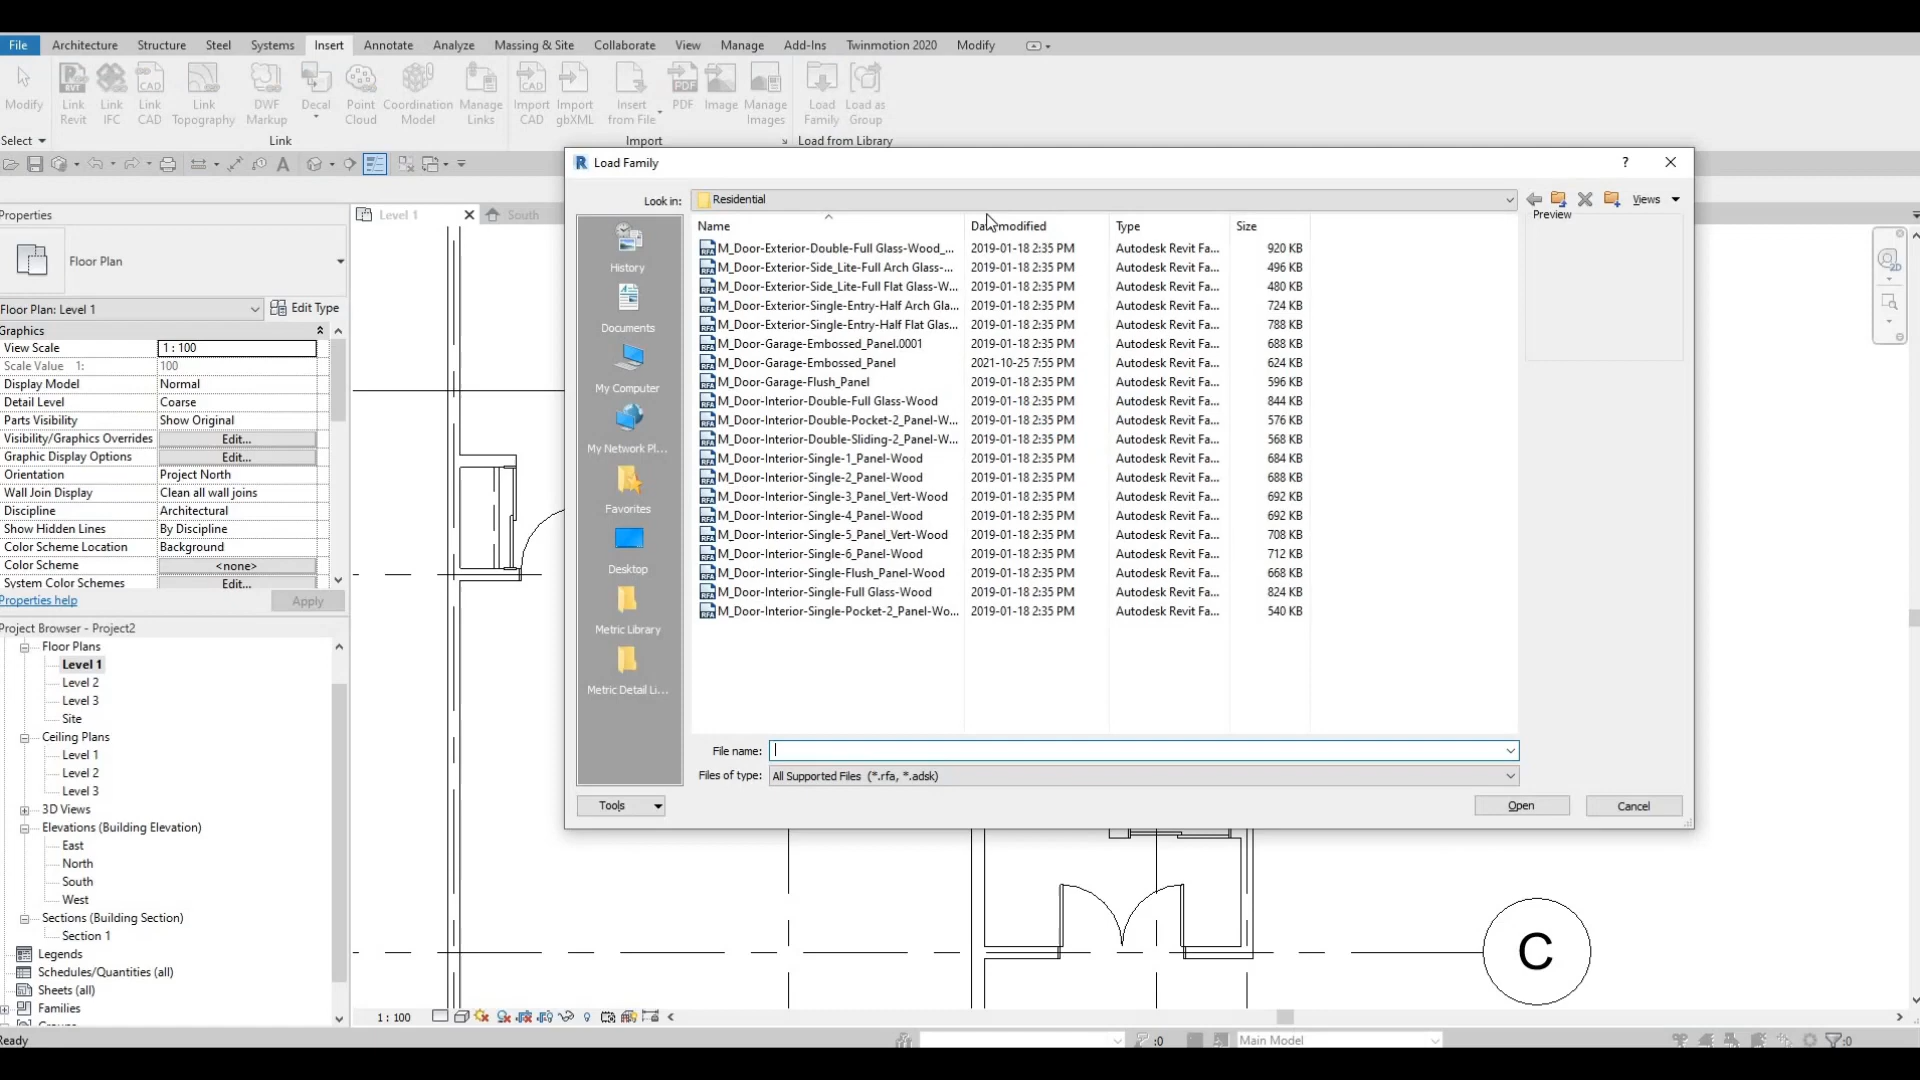 File Architecture Structure Steel Systems Insert Annotate Analyze Massing & Site Collaborate View Manage Add-Ins Twinmotion 2020 Modify
Modify
Link Revit
Link IFC
Link CAD
Link Topography
DWF Markup
Decal
Point Cloud
Coordination Model
Manage Links
Import CAD
Import gbXML
Insert from File
PDF
Image
Manage Images
Load Family
Load as Group
Select
Link
Import
Load from Library
Properties
Floor Plan
Floor Plan: Level 1
Edit Type
Graphics
View Scale 1 : 100
Scale Value 1: 100
Display Model Normal
Detail Level Coarse
Parts Visibility Show Original
Visibility/Graphics Overrides Edit...
Graphic Display Options Edit...
Orientation Project North
Wall Join Display Clean all wall joins
Discipline Architectural
Show Hidden Lines By Discipline
Color Scheme Location Background
Color Scheme <none>
System Color Schemes Edit...
Properties help Apply
Project Browser - Project2
Floor Plans
Level 1
Level 2
Level 3
Site
Ceiling Plans
Level 1
Level 2
Level 3
3D Views
Elevations (Building Elevation)
East
North
South
West
Sections (Building Section)
Section 1
Legends
Schedules/Quantities (all)
Sheets (all)
Families
Level 1
South
Load Family
Look in: Residential
Views
Preview
History
Documents
My Computer
My Network Pl...
Favorites
Desktop
Metric Library
Metric Detail Li...
Name Date modified Type Size
M_Door-Exterior-Double-Full Glass-Wood_... 2019-01-18 2:35 PM Autodesk Revit Fa... 920 KB
M_Door-Exterior-Side_Lite-Full Arch Glass-... 2019-01-18 2:35 PM Autodesk Revit Fa... 496 KB
M_Door-Exterior-Side_Lite-Full Flat Glass-W... 2019-01-18 2:35 PM Autodesk Revit Fa... 480 KB
M_Door-Exterior-Single-Entry-Half Arch Gla... 2019-01-18 2:35 PM Autodesk Revit Fa... 724 KB
M_Door-Exterior-Single-Entry-Half Flat Glas... 2019-01-18 2:35 PM Autodesk Revit Fa... 788 KB
M_Door-Garage-Embossed_Panel.0001 2019-01-18 2:35 PM Autodesk Revit Fa... 688 KB
M_Door-Garage-Embossed_Panel 2021-10-25 7:55 PM Autodesk Revit Fa... 624 KB
M_Door-Garage-Flush_Panel 2019-01-18 2:35 PM Autodesk Revit Fa... 596 KB
M_Door-Interior-Double-Full Glass-Wood 2019-01-18 2:35 PM Autodesk Revit Fa... 844 KB
M_Door-Interior-Double-Pocket-2_Panel-W... 2019-01-18 2:35 PM Autodesk Revit Fa... 576 KB
M_Door-Interior-Double-Sliding-2_Panel-W... 2019-01-18 2:35 PM Autodesk Revit Fa... 568 KB
M_Door-Interior-Single-1_Panel-Wood 2019-01-18 2:35 PM Autodesk Revit Fa... 684 KB
M_Door-Interior-Single-2_Panel-Wood 2019-01-18 2:35 PM Autodesk Revit Fa... 688 KB
M_Door-Interior-Single-3_Panel_Vert-Wood 2019-01-18 2:35 PM Autodesk Revit Fa... 692 KB
M_Door-Interior-Single-4_Panel-Wood 2019-01-18 2:35 PM Autodesk Revit Fa... 692 KB
M_Door-Interior-Single-5_Panel_Vert-Wood 2019-01-18 2:35 PM Autodesk Revit Fa... 708 KB
M_Door-Interior-Single-6_Panel-Wood 2019-01-18 2:35 PM Autodesk Revit Fa... 712 KB
M_Door-Interior-Single-Flush_Panel-Wood 2019-01-18 2:35 PM Autodesk Revit Fa... 668 KB
M_Door-Interior-Single-Full Glass-Wood 2019-01-18 2:35 PM Autodesk Revit Fa... 824 KB
M_Door-Interior-Single-Pocket-2_Panel-Wo... 2019-01-18 2:35 PM Autodesk Revit Fa... 540 KB
File name:
Files of type: All Supported Files (*.rfa, *.adsk)
Tools Open Cancel
C
1 : 100
Ready :0 Main Model :0